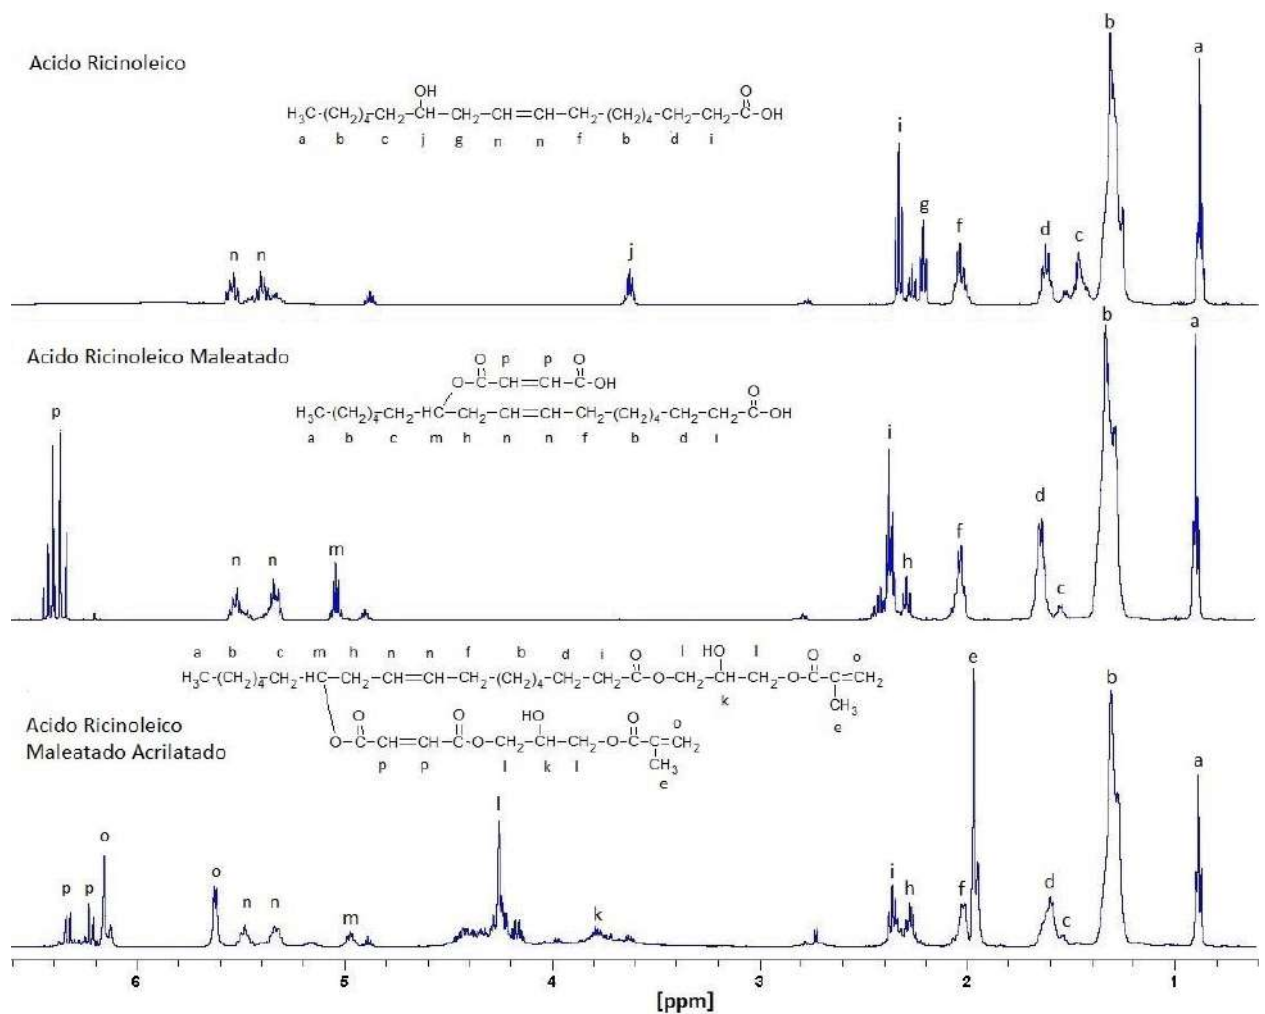 b
a
Acido Ricinoleico
OH
O
H₃C-(CH₂)₄-CH₂-CH-CH₂-CH=CH-CH₂-(CH₂)₄-CH₂-CH₂-C-OH
a b c j g n n f b d i
i
g
n n
j
f
d
c
b
a
Acido Ricinoleico Maleatado
O p p O
O-C-CH=CH-C-OH
O
H₃C-(CH₂)₄-CH₂-HC-CH₂-CH=CH-CH₂-(CH₂)₄-CH₂-CH₂-C-OH
a b c m h n n f b d i
p
i
d
n n m
h
f
c
a b c m h n n f b d i O l HO l O o
H₃C-(CH₂)₄-CH₂-HC-CH₂-CH=CH-CH₂-(CH₂)₄-CH₂-CH₂-C-O-CH₂-CH-CH₂-O-C-C=CH₂
k
CH₃
e
e
b
Acido Ricinoleico
Maleatado Acrilatado
O O HO O o
O-C-CH=CH-C-O-CH₂-CH-CH₂-O-C-C=CH₂
p p l k l CH₃
e
a
l
o
o
p p
n n
m
k
i
h
f
d
c
6 5 4 3 2 1
[ppm]